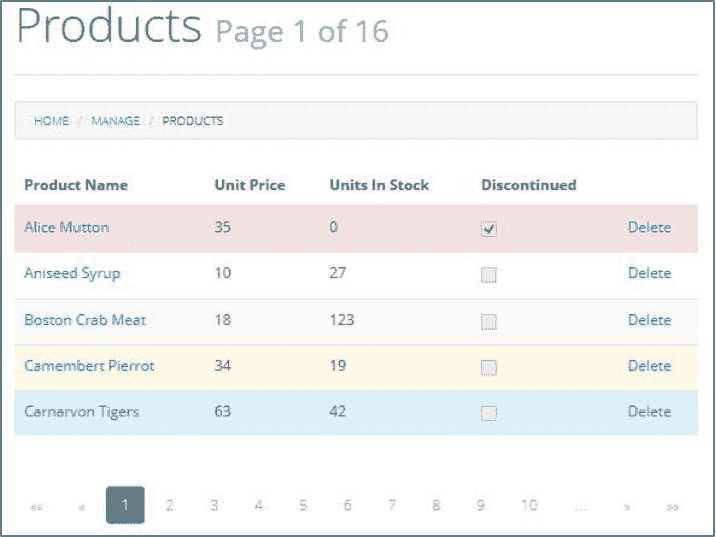 Products Page 1 of 16
HOME / MANAGE / PRODUCTS
Product Name Unit Price Units In Stock Discontinued
Alice Mutton 35 0 Delete
Aniseed Syrup 10 27 Delete
Boston Crab Meat 18 123 Delete
Camembert Pierrot 34 19 Delete
Carnarvon Tigers 63 42 Delete
«« « 1 2 3 4 5 6 7 8 9 10 ... » »»